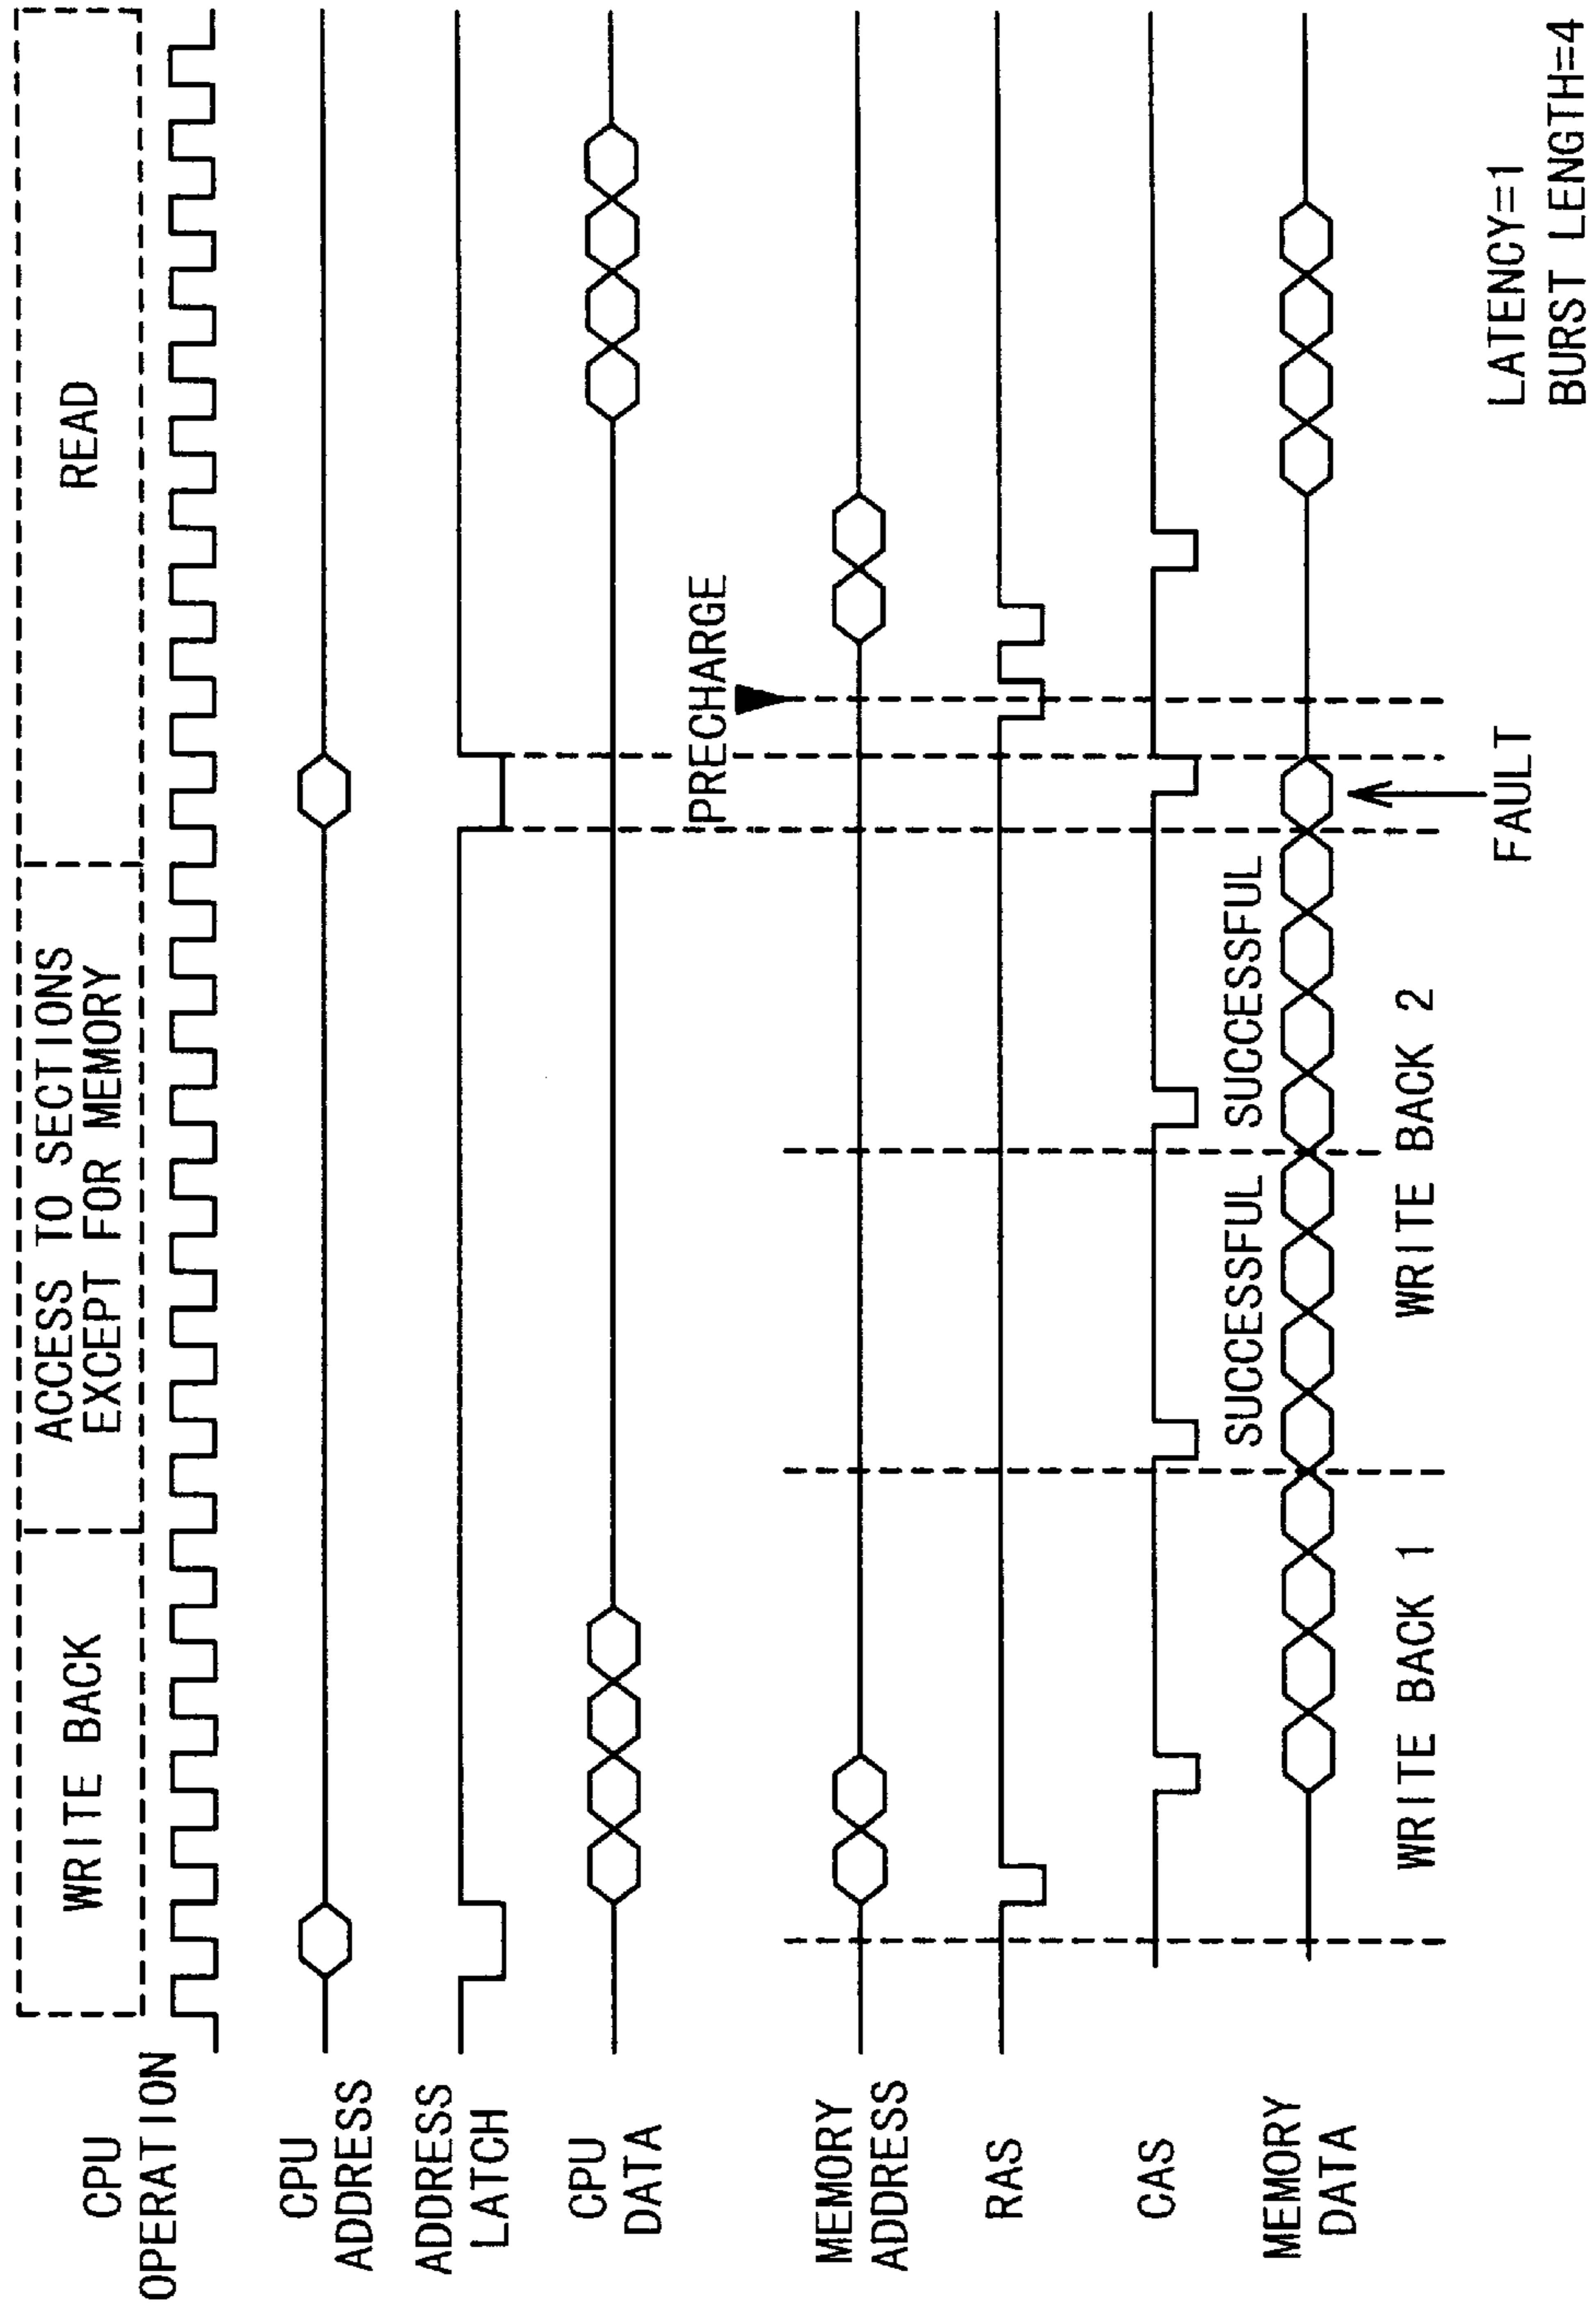 CPU
OPERATION
WRITE BACK
ACCESS TO SECTIONS
EXCEPT FOR MEMORY
READ
CPU
ADDRESS
ADDRESS
LATCH
CPU
DATA
PRECHARGE
MEMORY
ADDRESS
RAS
CAS
SUCCESSFUL SUCCESSFUL
MEMORY
DATA
WRITE BACK 1
WRITE BACK 2
FAULT
LATENCY=1
BURST LENGTH=4